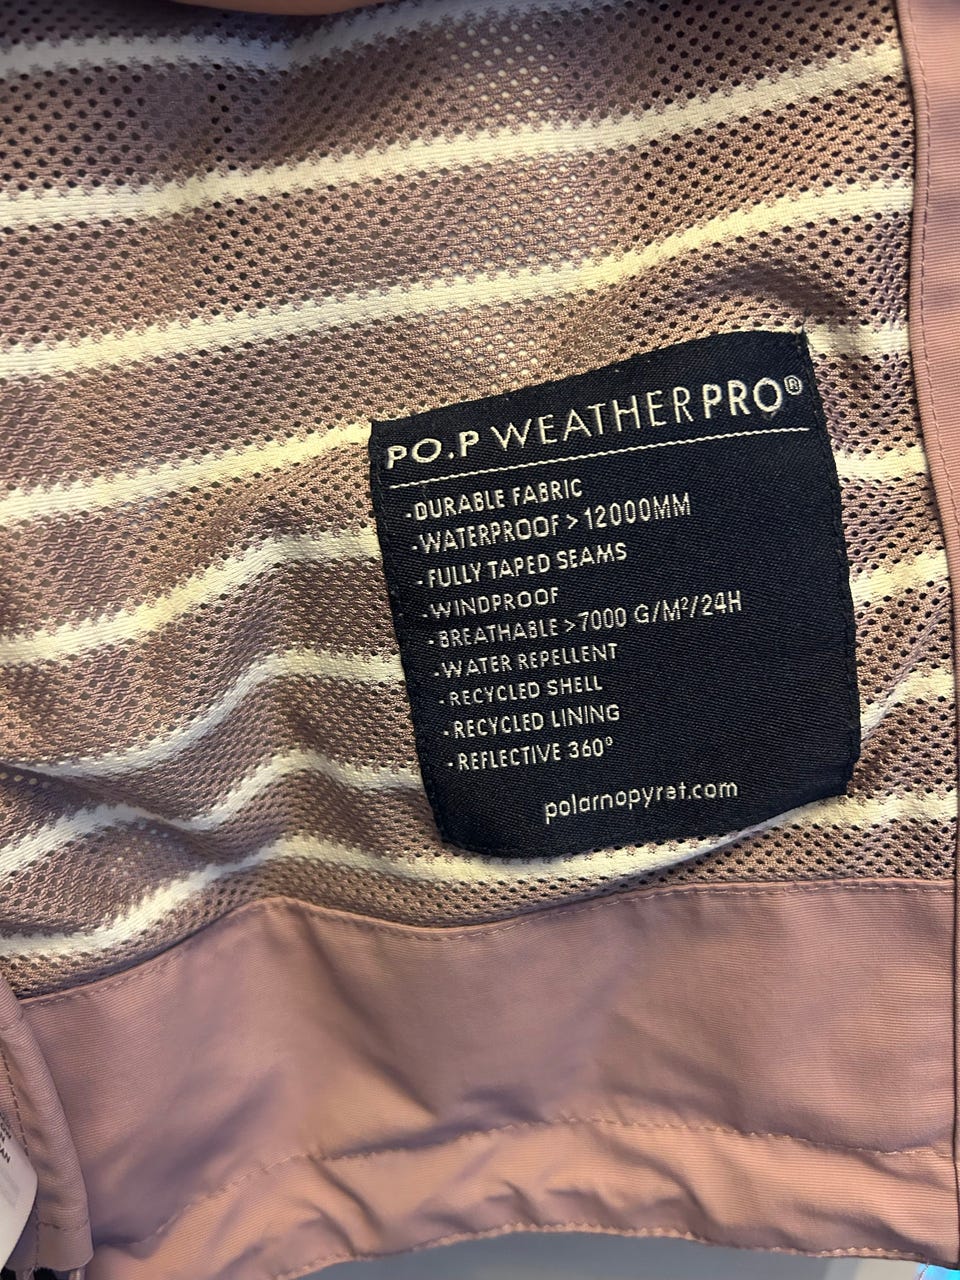 PO.P WEATHERPRO®
-DURABLE FABRIC
-WATERPROOF > 12000MM
-FULLY TAPED SEAMS
-WINDPROOF
-BREATHABLE >7000 G/M²/24H
-WATER REPELLENT
-RECYCLED SHELL
-RECYCLED LINING
-REFLECTIVE 360°
polarnopyret.com